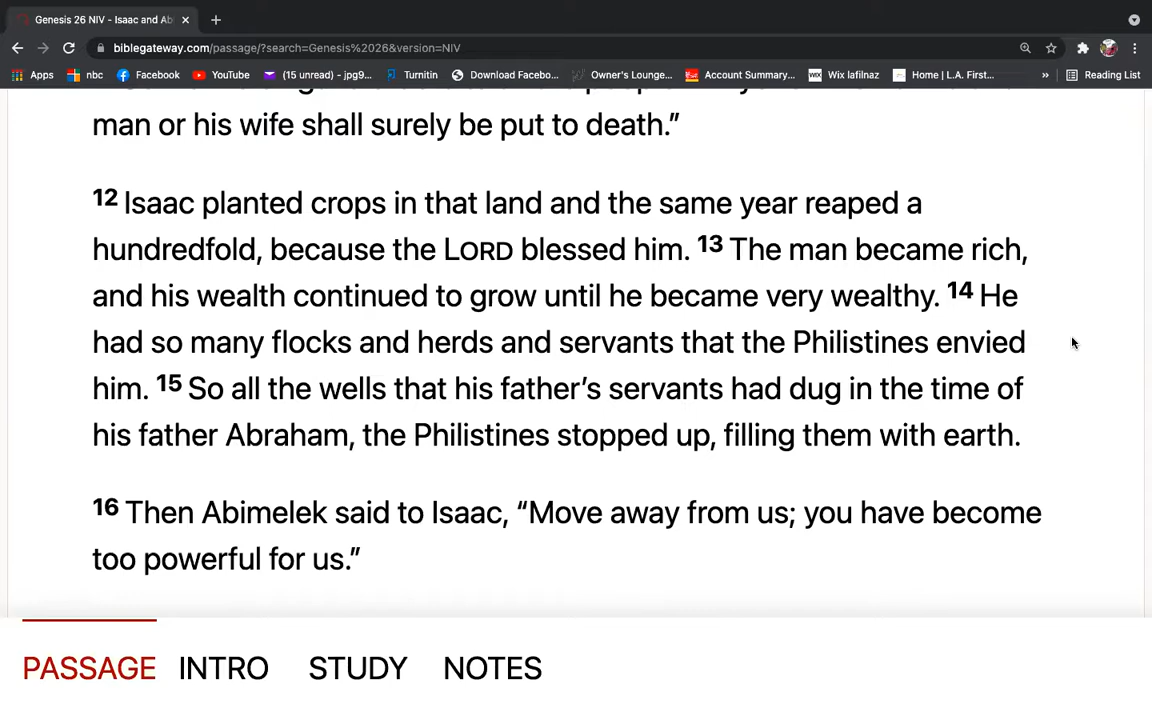 Genesis 26 NIV - Isaac and Ab
biblegateway.com/passage/?search=Genesis%2026&version=NIV
Apps nbc Facebook YouTube (15 unread) - jpg9... Turnitin Download Facebo... Owner's Lounge... Account Summary... WIX Wix lafilnaz Home | L.A. First... » Reading List
man or his wife shall surely be put to death.”
12 Isaac planted crops in that land and the same year reaped a
hundredfold, because the LORD blessed him. 13 The man became rich,
and his wealth continued to grow until he became very wealthy. 14 He
had so many flocks and herds and servants that the Philistines envied
him. 15 So all the wells that his father’s servants had dug in the time of
his father Abraham, the Philistines stopped up, filling them with earth.
16 Then Abimelek said to Isaac, “Move away from us; you have become
too powerful for us.”
PASSAGE INTRO STUDY NOTES